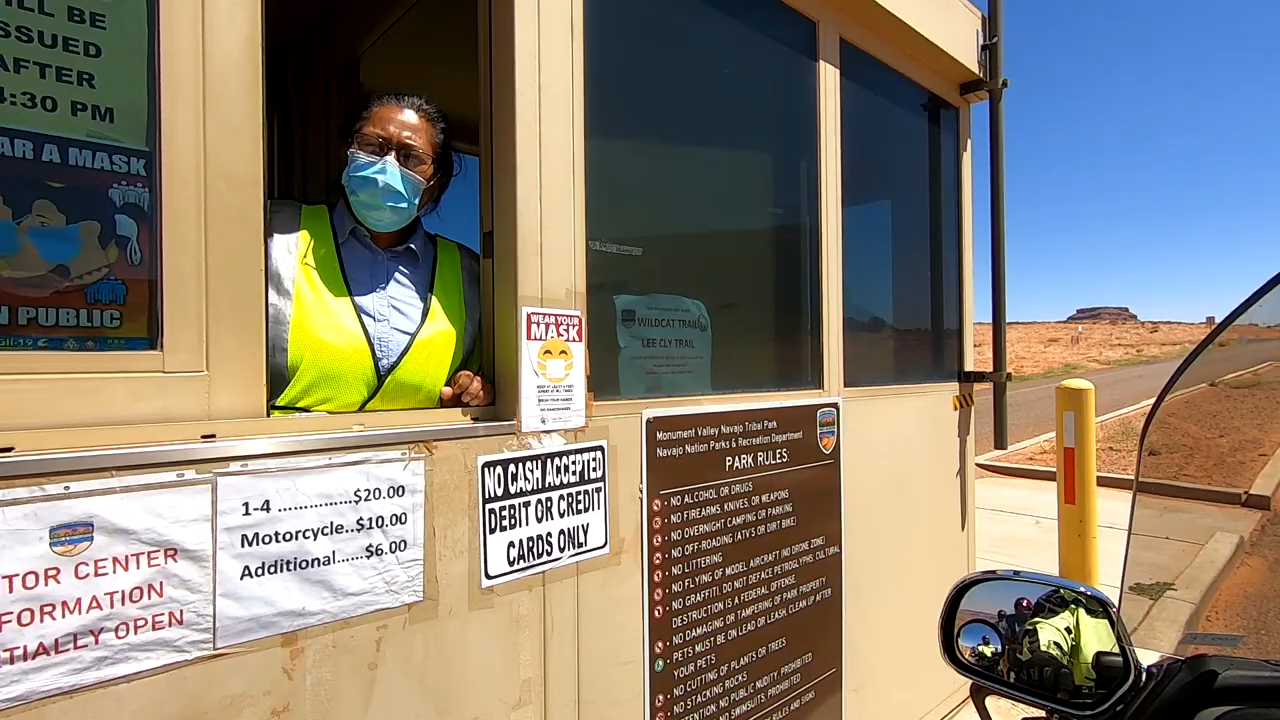 ILL BE
SSUED
AFTER
4:30 PM
AR A MASK
N PUBLIC
TOR CENTER
FORMATION
TIALLY OPEN
1-4 ...............$20.00
Motorcycle..$10.00
Additional......$6.00
WEAR YOUR
MASK
NO CASH ACCEPTED
DEBIT OR CREDIT
CARDS ONLY
WILDCAT TRAIL
LEE CLY TRAIL
Monument Valley Navajo Tribal Park
Navajo Nation Parks & Recreation Department
PARK RULES:
• NO ALCOHOL OR DRUGS
• NO FIREARMS, KNIVES, OR WEAPONS
• NO OVERNIGHT CAMPING OR PARKING
• NO OFF-ROADING (ATV'S OR DIRT BIKE)
• NO LITTERING
• NO FLYING OF MODEL AIRCRAFT (NO DRONE ZONE)
• NO GRAFFITI. DO NOT DEFACE PETROGLYPHS; CULTURAL
DESTRUCTION IS A FEDERAL OFFENSE.
• NO DAMAGING OR TAMPERING OF PARK PROPERTY
• PETS MUST BE ON LEAD OR LEASH, CLEAN UP AFTER
YOUR PETS
• NO CUTTING OF PLANTS OR TREES
• NO STACKING ROCKS
NO PUBLIC NUDITY, PROHIBITED
NO SWIMSUITS, PROHIBITED
RULES AND SIGNS